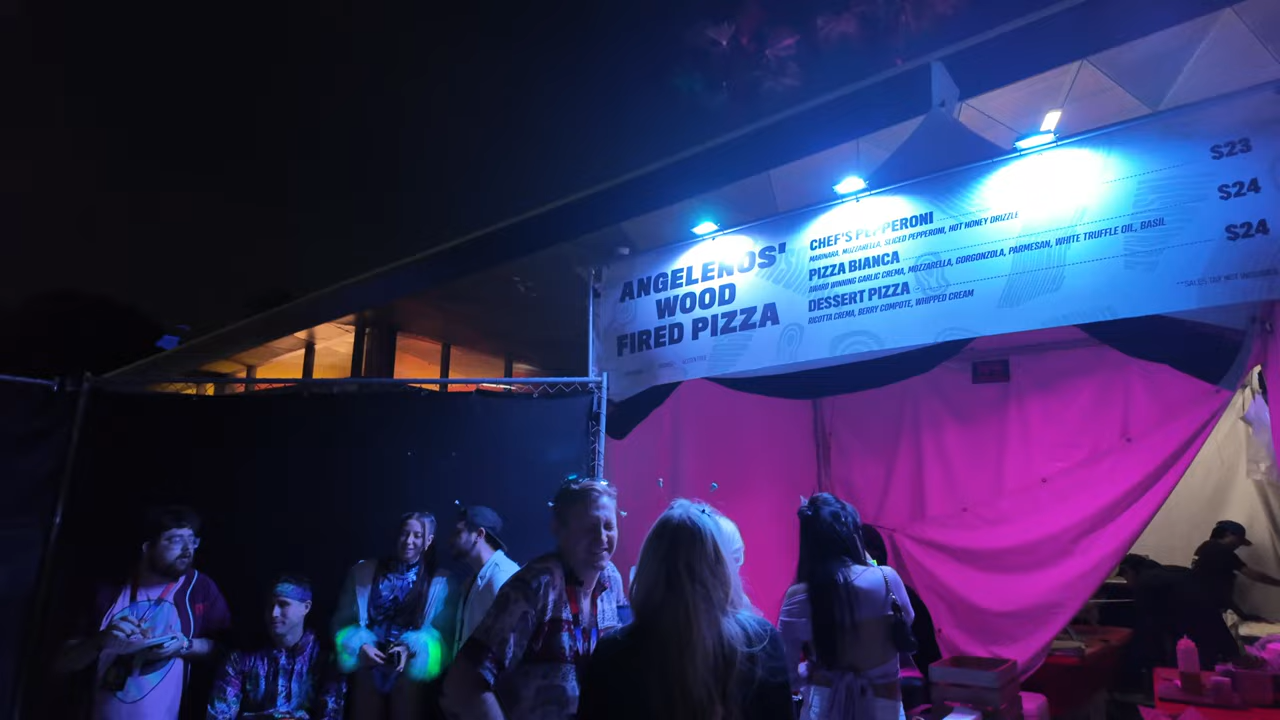 ANGELENOS'
WOOD
FIRED PIZZA
CHEF'S PEPPERONI
MARINARA, MOZZARELLA, SLICED PEPPERONI, HOT HONEY DRIZZLE
$23
PIZZA BIANCA
AWARD WINNING GARLIC CREMA, MOZZARELLA, GORGONZOLA, PARMESAN, WHITE TRUFFLE OIL, BASIL
$24
DESSERT PIZZA
RICOTTA CREMA, BERRY COMPOTE, WHIPPED CREAM
$24
**SALES TAX NOT INCLUDED